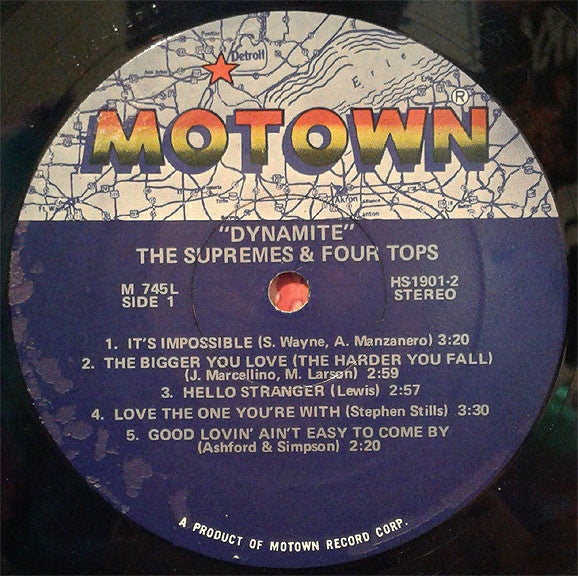 Pontiac
Detroit
Erie
MOTOWN®
Akron
Canton
"DYNAMITE"
THE SUPREMES & FOUR TOPS
M 745L
SIDE 1
HS1901-2
STEREO
1. IT'S IMPOSSIBLE (S. Wayne, A. Manzanero) 3:20
2. THE BIGGER YOU LOVE (THE HARDER YOU FALL)
(J. Marcellino, M. Larson) 2:59
3. HELLO STRANGER (Lewis) 2:57
4. LOVE THE ONE YOU'RE WITH (Stephen Stills) 3:30
5. GOOD LOVIN' AIN'T EASY TO COME BY
(Ashford & Simpson) 2:20
A PRODUCT OF MOTOWN RECORD CORP.